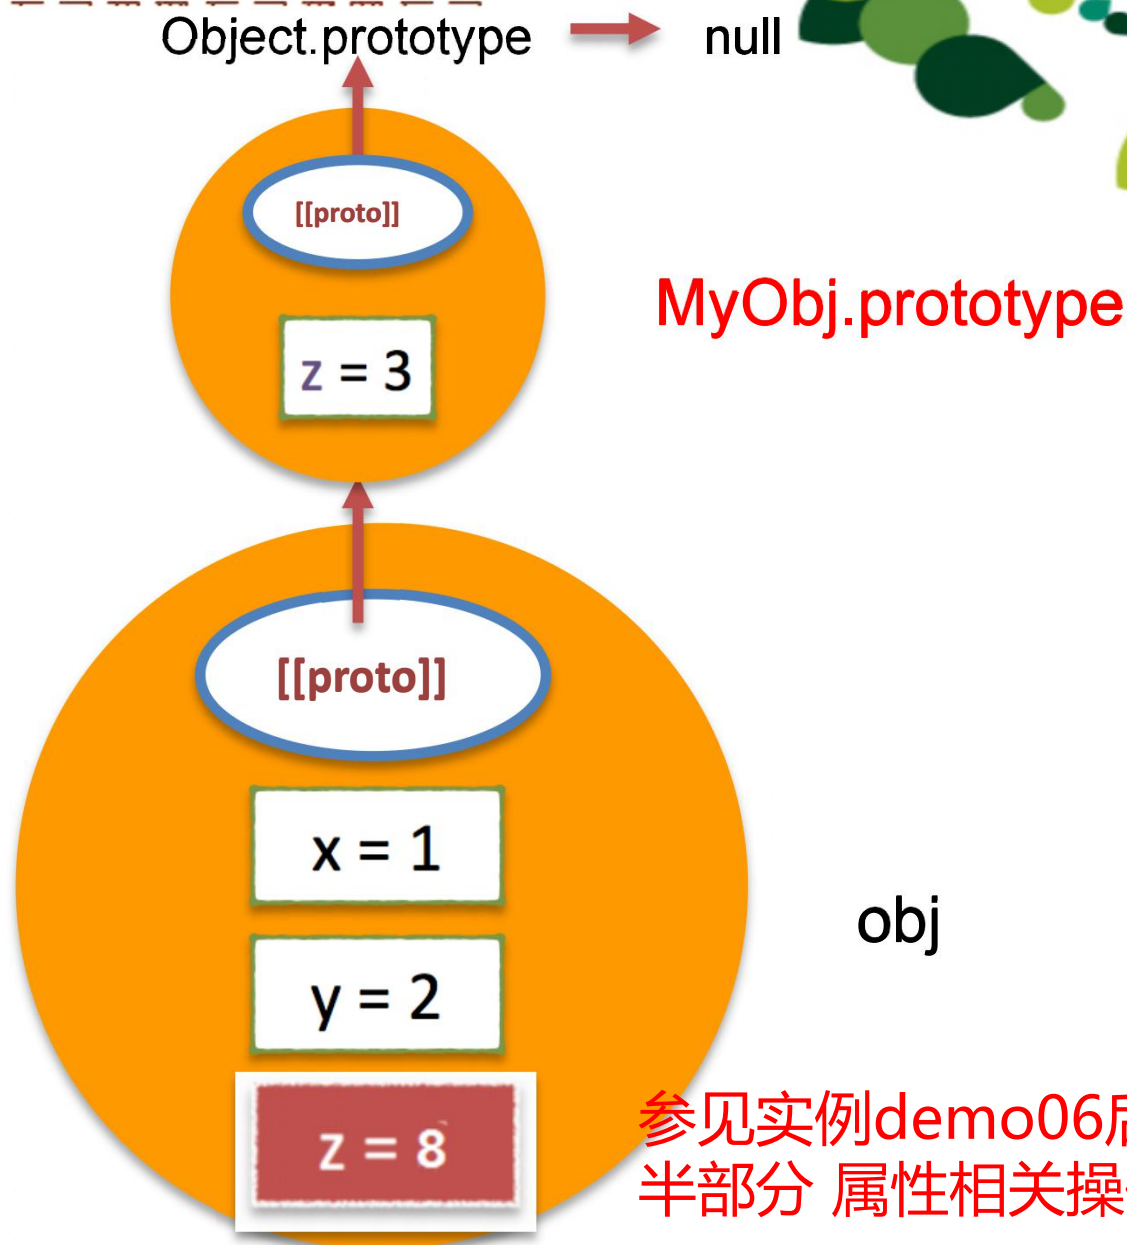 Object.prototype
null
[[proto]]
MyObj.prototype
z = 3
[[proto]]
x = 1
obj
y = 2
z = 8
参见实例demo06后
半部分 属性相关操